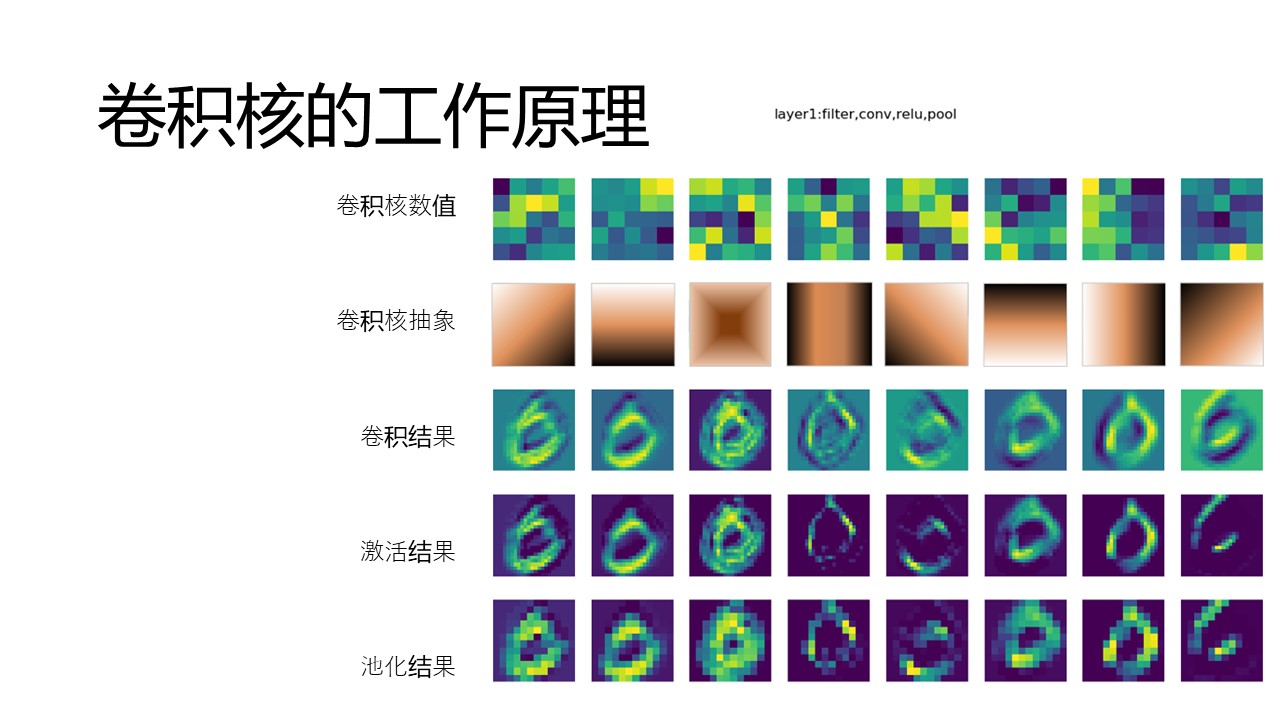 卷积核的工作原理
layer1:filter,conv,relu,pool
卷积核数值
卷积核抽象
卷积结果
激活结果
池化结果